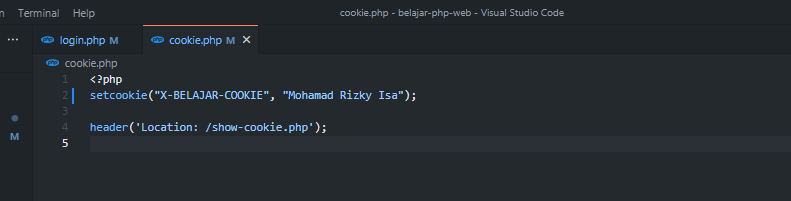 Terminal Help cookie.php - belajar-php-web - Visual Studio Code
login.php M cookie.php M
cookie.php
1 <?php
2 setcookie("X-BELAJAR-COOKIE", "Mohamad Rizky Isa");
3
4 header('Location: /show-cookie.php');
5
M